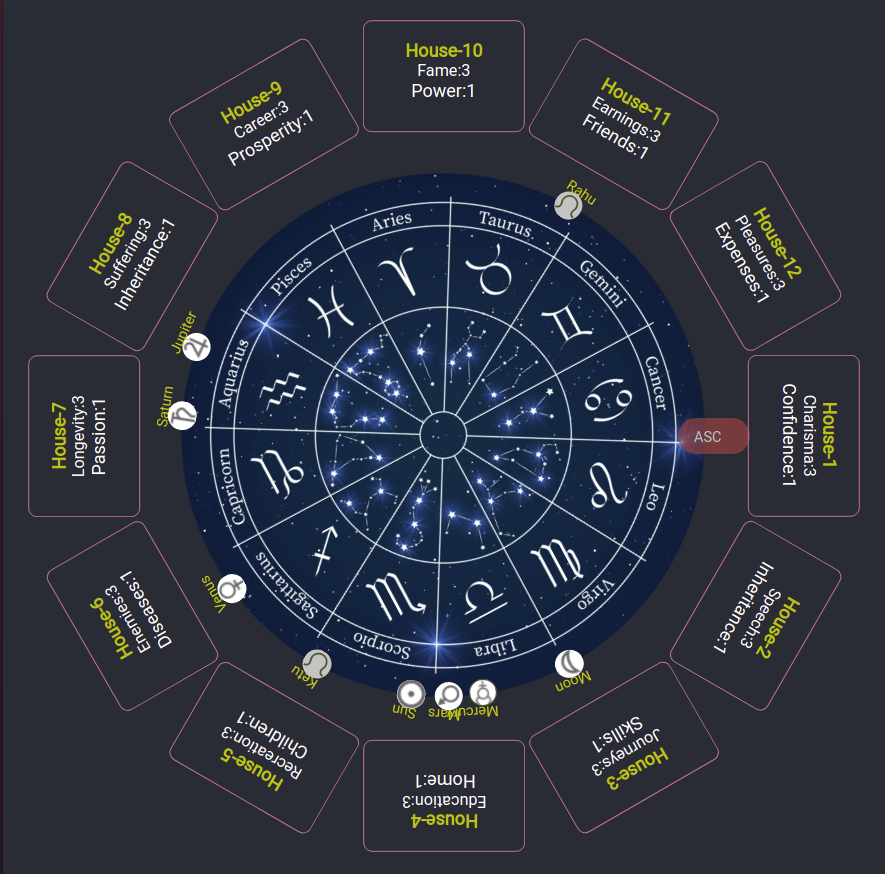 House-10
Fame:3
Power:1
House-9
Career:3
Prosperity:1
House-11
Earnings:3
Friends:1
House-8
Suffering:3
Inheritance:1
House-12
Pleasures:3
Expenses:1
Rahu
Aries
Taurus
Pisces
Gemini
Jupiter
Aquarius
Cancer
Saturn
House-7
Longevity:3
Passion:1
House-1
Charisma:3
Confidence:1
ASC
Capricorn
Leo
Venus
Sagittarius
Virgo
Scorpio
Libra
Ketu
Moon
Sun
Mars
House-6
Enemies:3
Diseases:1
House-2
Speech:3
Inheritance:1
House-5
Recreation:3
Children:1
House-3
Journeys:3
Skills:1
House-4
Education:3
Home:1